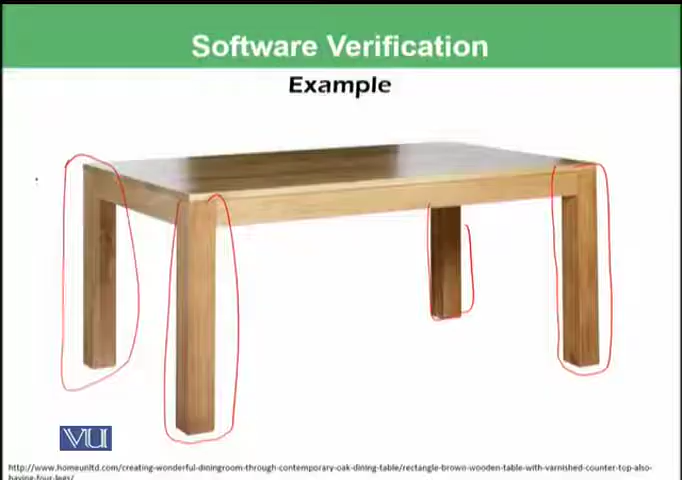 Software Verification
Example
VU
http://www.homeunltd.com/creating-wonderful-diningroom-through-contemporary-oak-dining-table/rectangle-brown-wooden-table-with-varnished-counter-top-also-
having-four-legs/